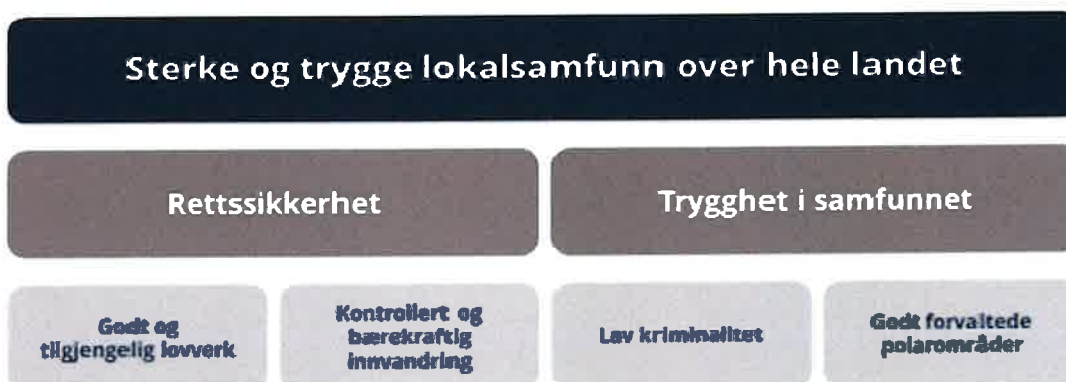 Sterke og trygge lokalsamfunn over hele landet
Rettssikkerhet
Trygghet i samfunnet
Godt og
tilgjengelig lovverk
Kontrollert og
bærekraftig
innvandring
Lav kriminalitet
Godt forvaltede
polarområder